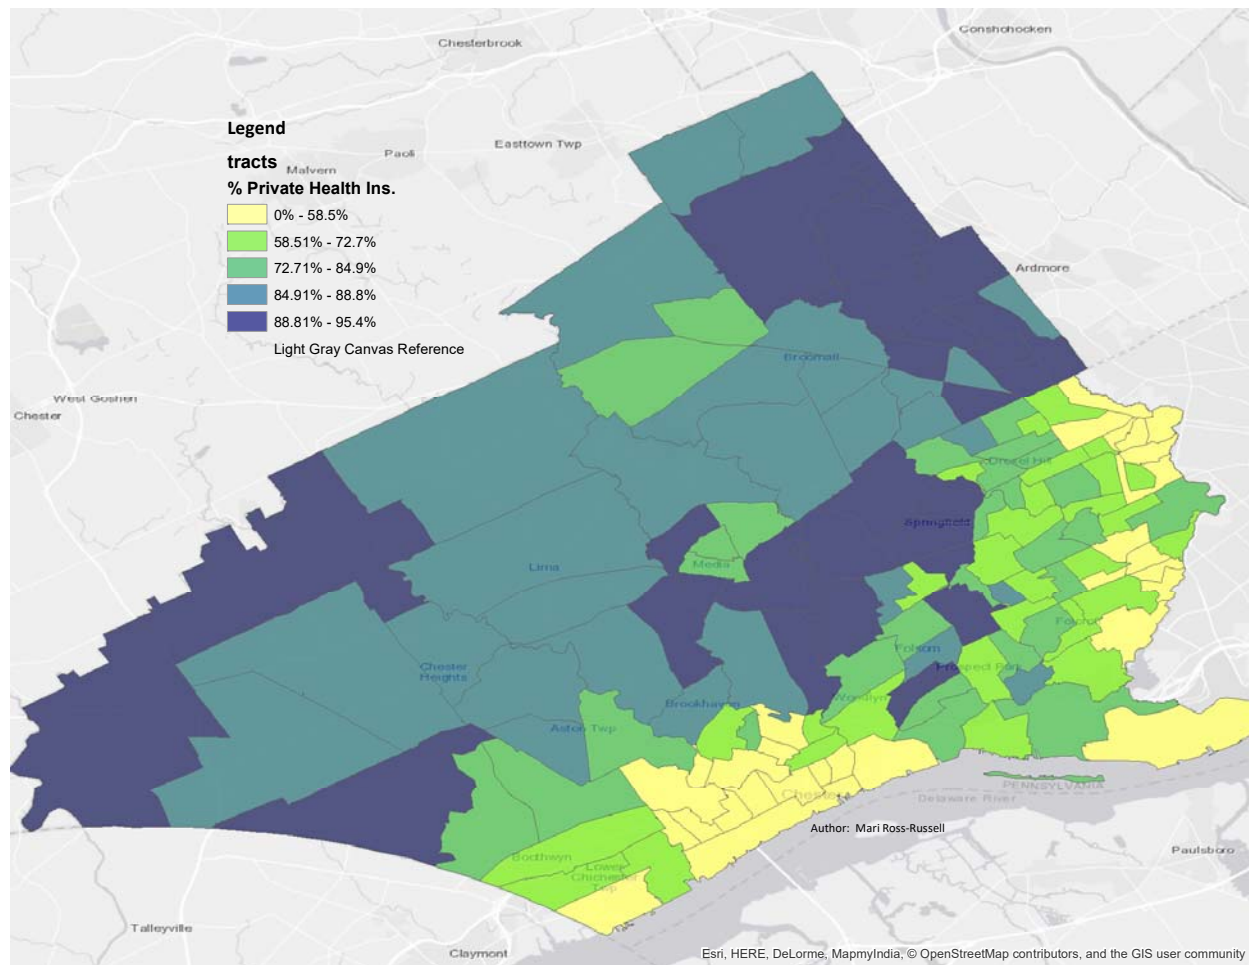 Conshohocken
Chesterbrook
Legend
tracts
% Private Health Ins.
0% - 58.5%
58.51% - 72.7%
72.71% - 84.9%
84.91% - 88.8%
88.81% - 95.4%
Light Gray Canvas Reference
Easttown Twp
Paoli
Malvern
Ardmore
Broomall
West Goshen
Chester
Drexel Hill
Springfield
Media
Lima
Folcroft
Folsom
Chester
Heights
Prospect Park
Woodlyn
Brookhaven
Aston Twp
PENNSYLVANIA
Chester
Delaware River
Author: Mari Ross-Russell
Paulsboro
Boothwyn
Lower
Chichester
Twp
Talleyville
Claymont
Esri, HERE, DeLorme, MapmyIndia, © OpenStreetMap contributors, and the GIS user community